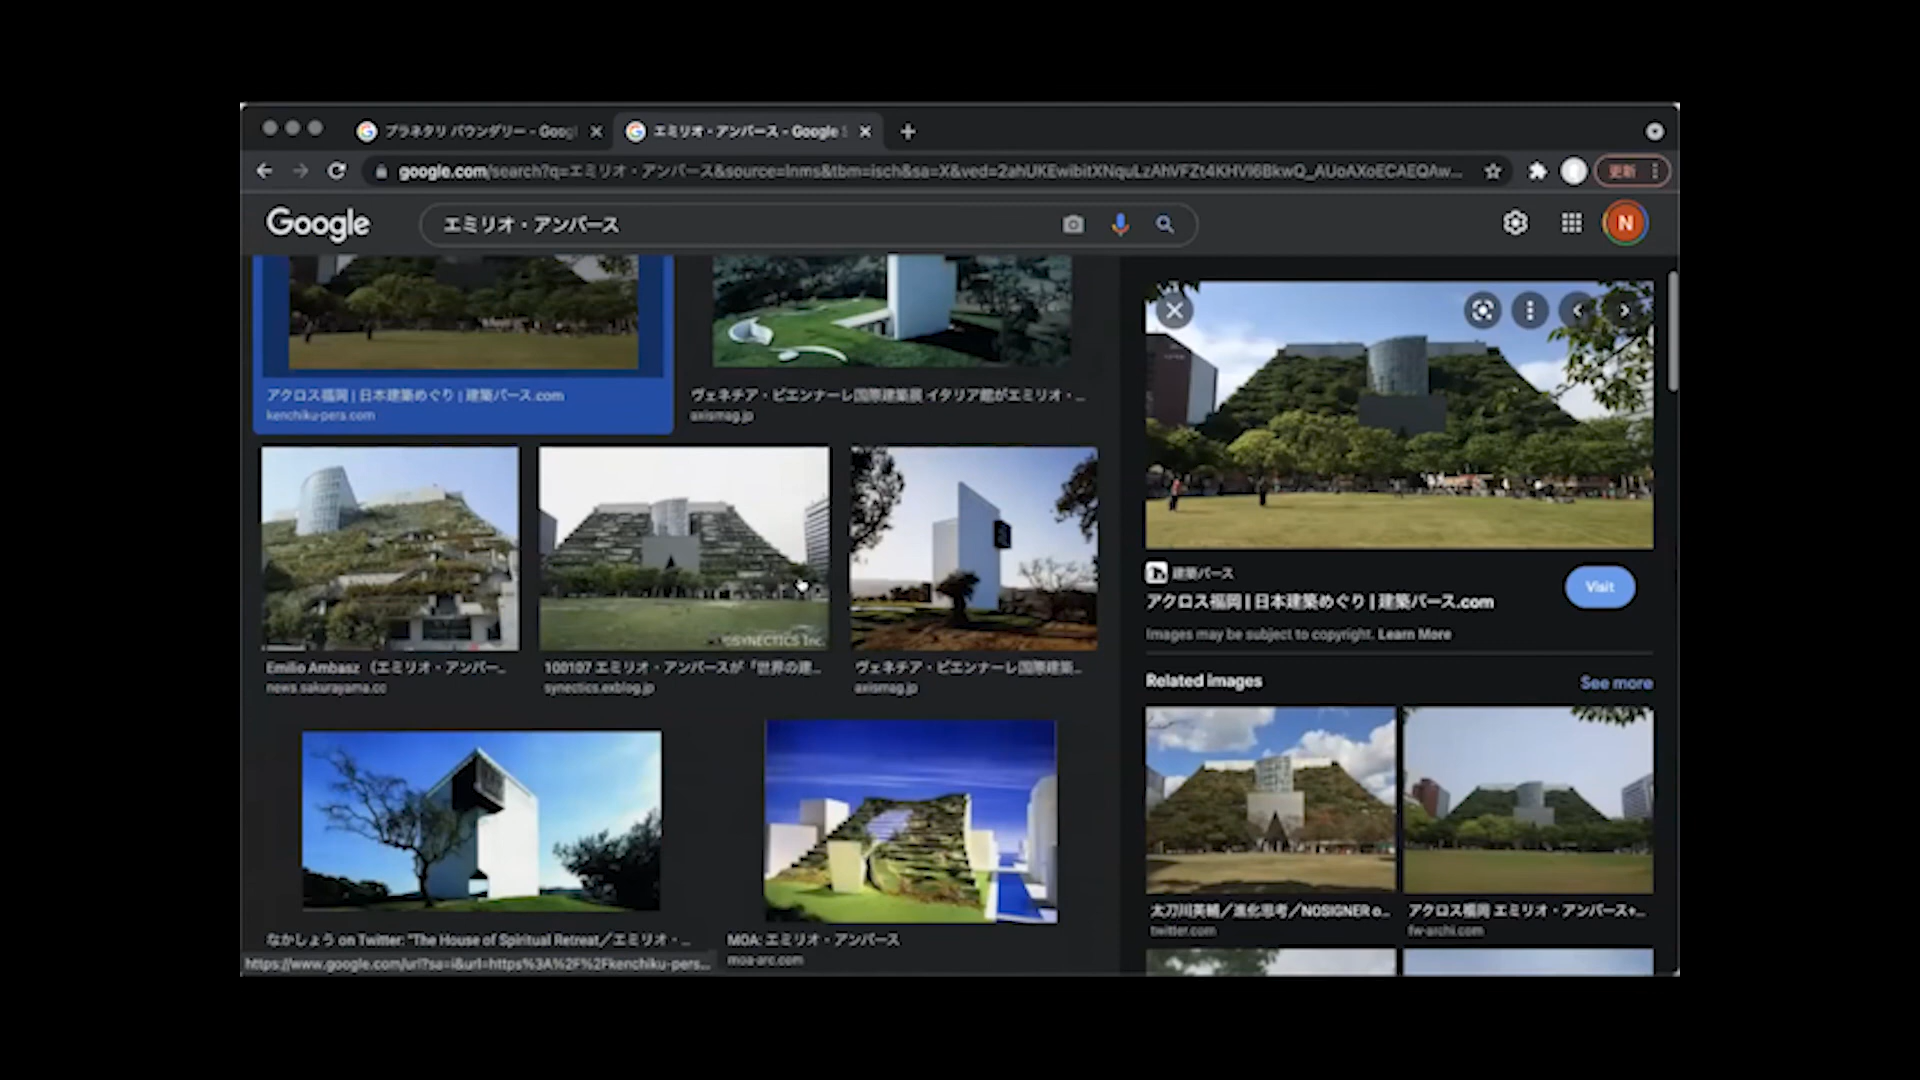 プラネタリ バウンダリー - Googl
エミリオ・アンバース - Google S
google.com/search?q=エミリオ・アンバース&source=lnms&tbm=isch&sa=X&ved=2ahUKEwibitXNquLzAhVFZt4KHVI6BkwQ_AUoAXoECAEQAw...
更新
Google
エミリオ・アンバース
N
アクロス福岡 | 日本建築めぐり | 建築パース.com
kenchiku-pers.com
ヴェネチア・ビエンナーレ国際建築展 イタリア館がエミリオ・...
axismag.jp
©SYNECTICS Inc.
Emilio Ambasz （エミリオ・アンバー...
news.sakurayama.cc
100107 エミリオ・アンバースが「世界の建...
synectics.exblog.jp
ヴェネチア・ビエンナーレ国際建築...
axismag.jp
なかしょう on Twitter: "The House of Spiritual Retreat／エミリオ・...
MOA: エミリオ・アンバース
moa-arc.com
https://www.google.com/url?sa=i&url=https%3A%2F%2Fkenchiku-pers...
建築パース
アクロス福岡 | 日本建築めぐり | 建築パース.com
Visit
Images may be subject to copyright. Learn More
Related images
See more
太刀川英輔／進化思考／NOSIGNER o...
twitter.com
アクロス福岡 エミリオ・アンバース+...
fw-archi.com